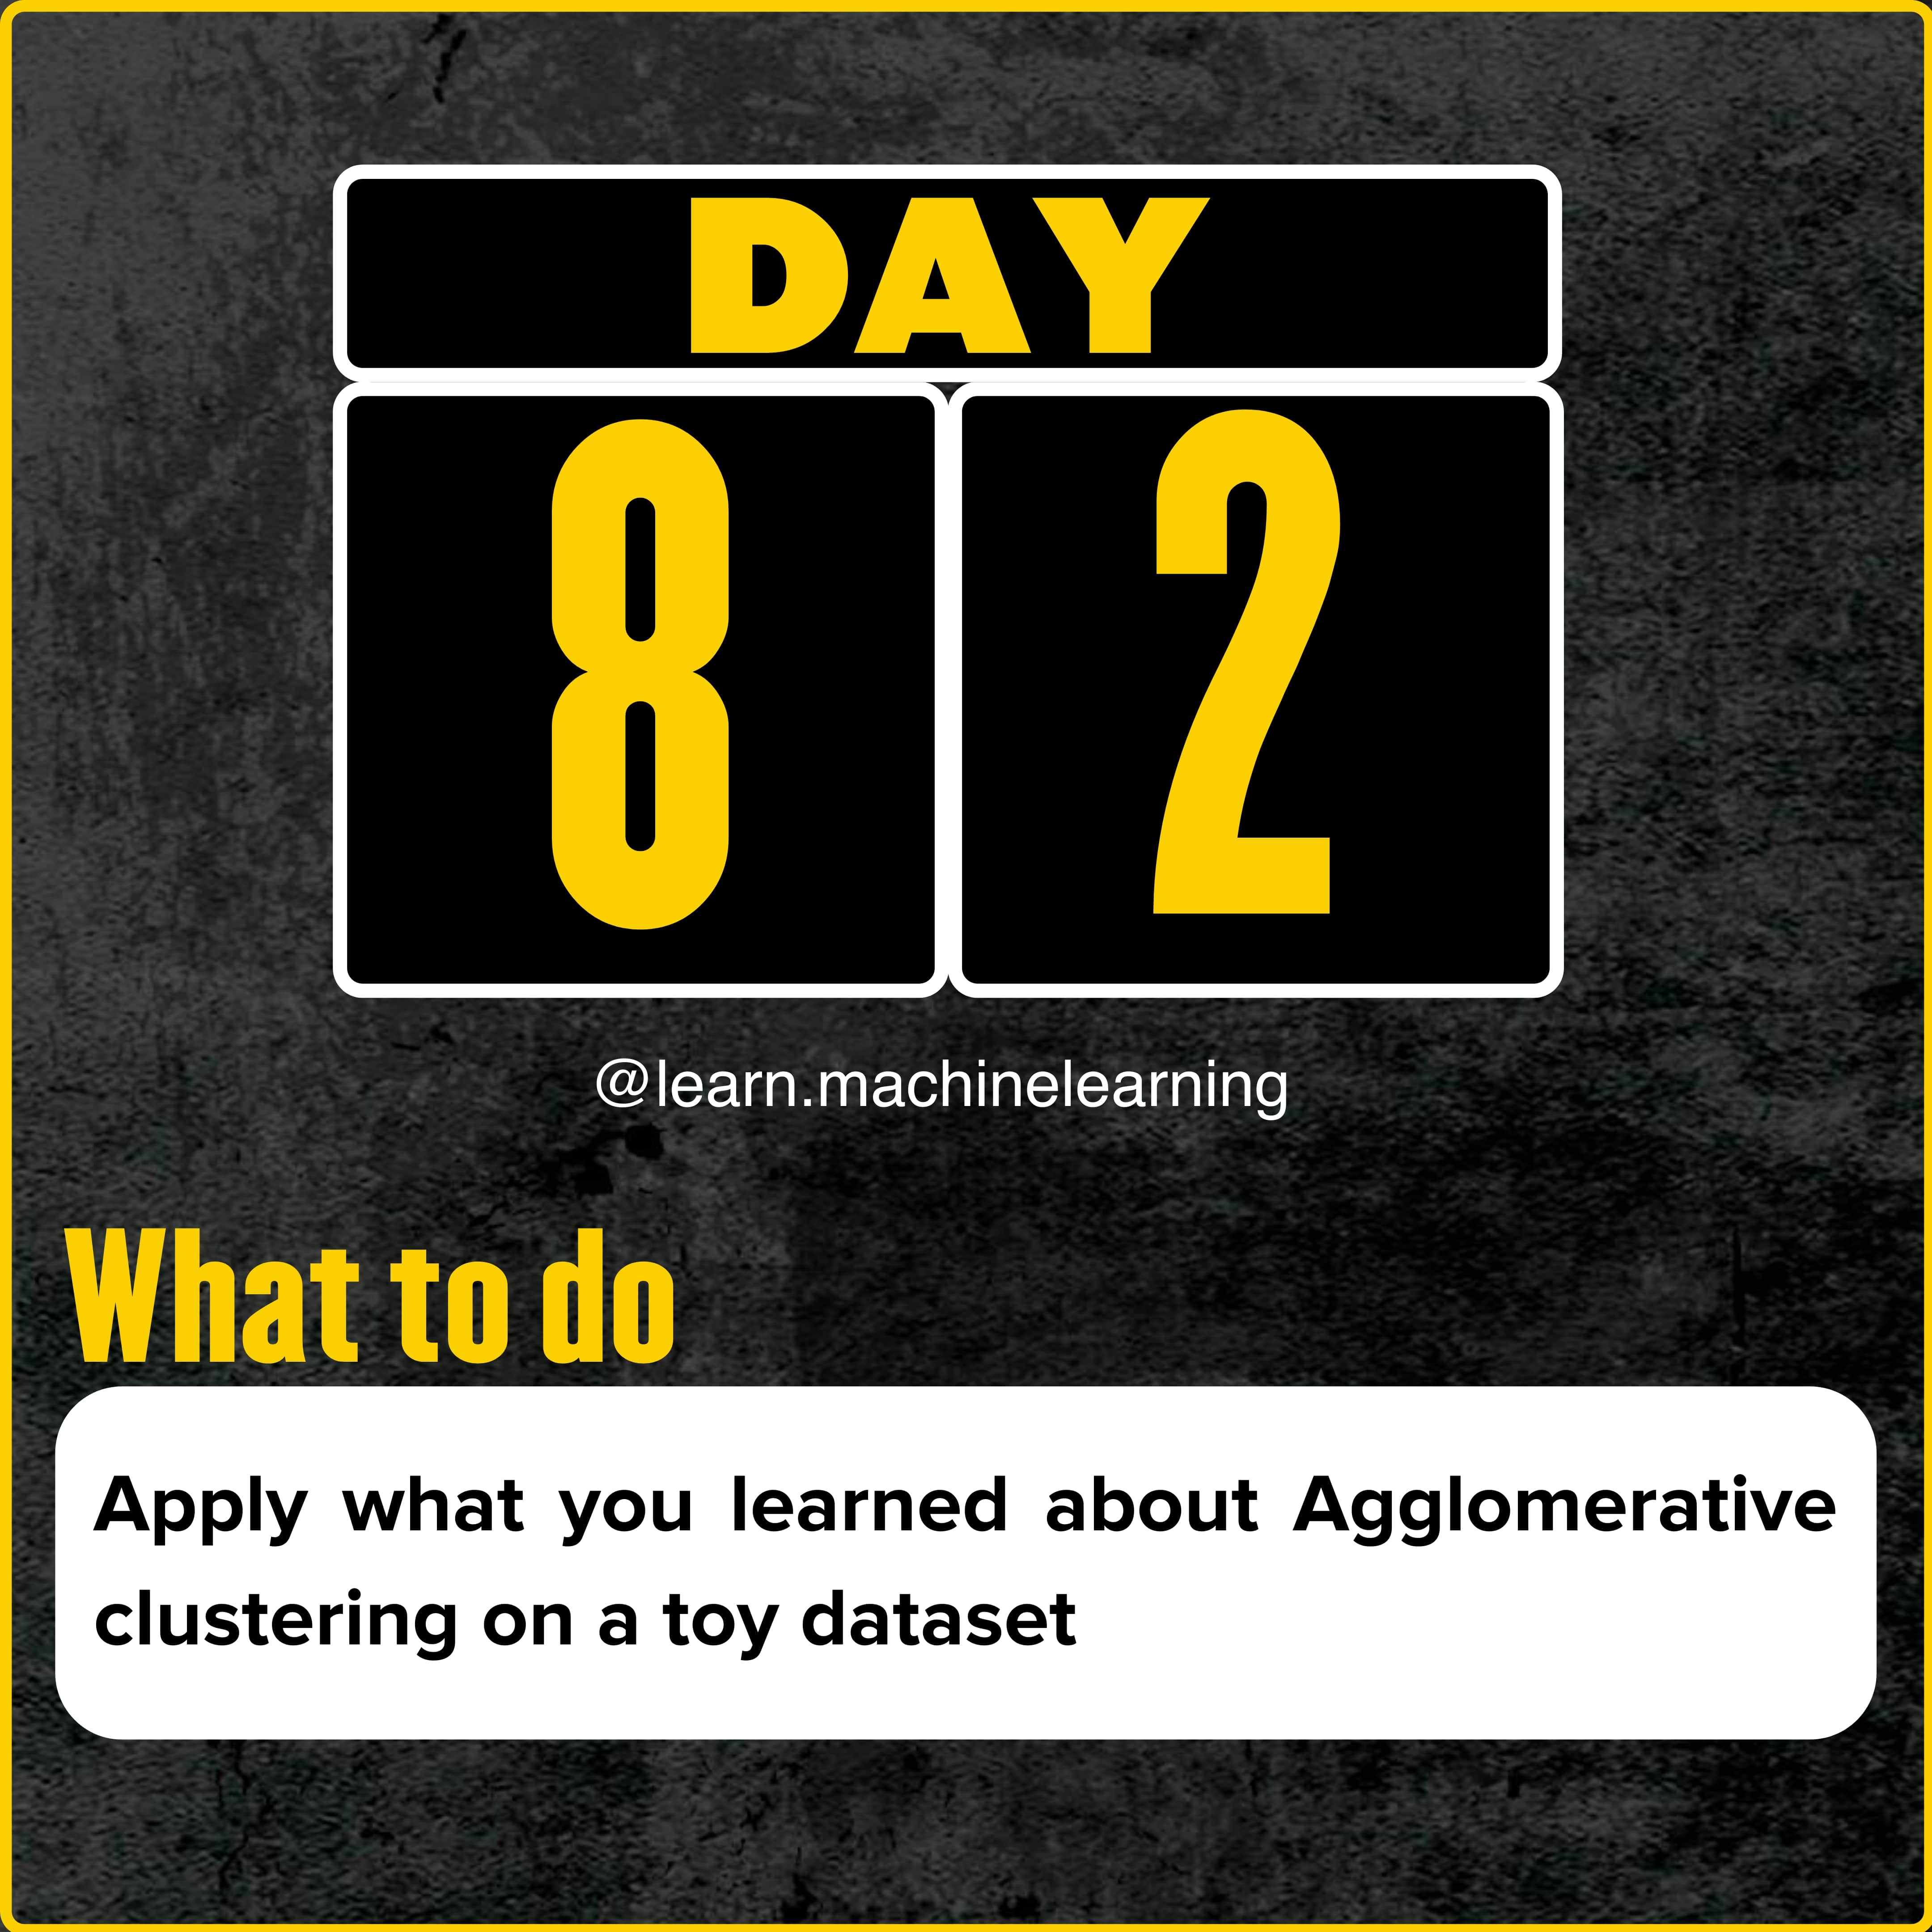 DAY
8 2
@learn.machinelearning
What to do
Apply what you learned about Agglomerative
clustering on a toy dataset